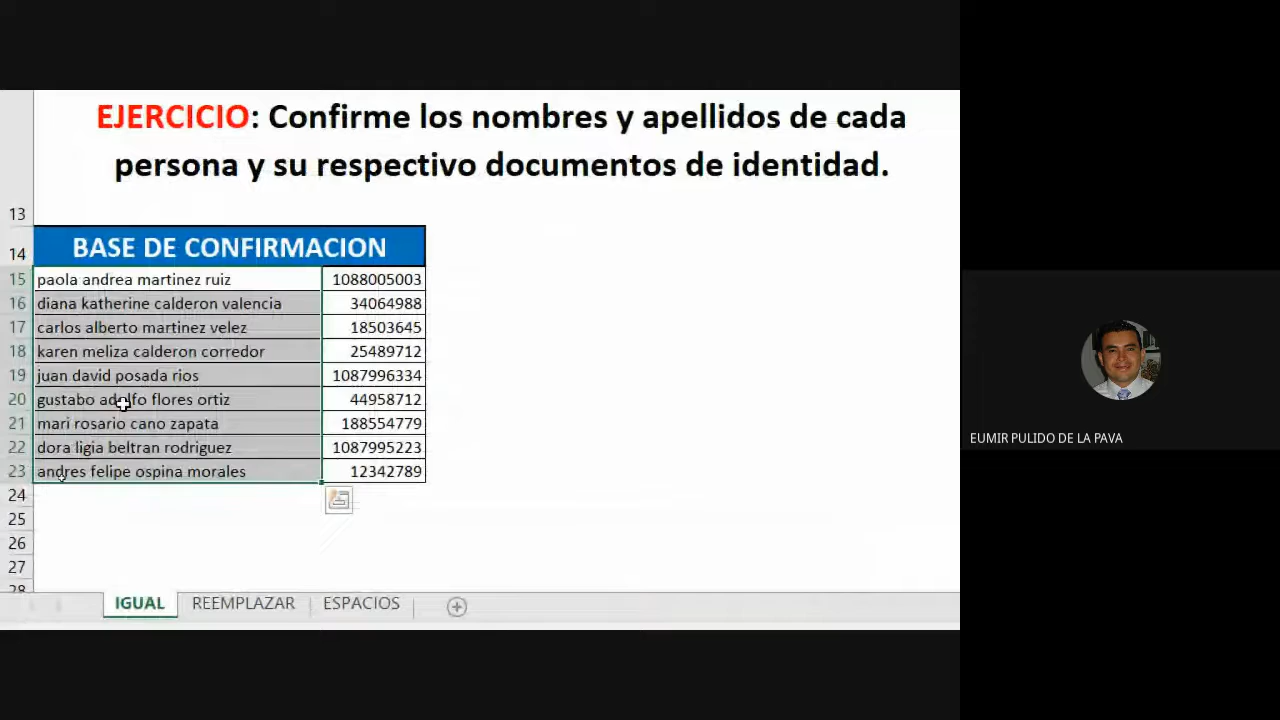 EJERCICIO: Confirme los nombres y apellidos de cada
persona y su respectivo documentos de identidad.
13
14 BASE DE CONFIRMACION
15 paola andrea martinez ruiz 1088005003
16 diana katherine calderon valencia 34064988
17 carlos alberto martinez velez 18503645
18 karen meliza calderon corredor 25489712
19 juan david posada rios 1087996334
20 gustabo adolfo flores ortiz 44958712
21 mari rosario cano zapata 188554779
22 dora ligia beltran rodriguez 1087995223
23 andres felipe ospina morales 12342789
24
25
26
27
28
IGUAL REEMPLAZAR ESPACIOS
EUMIR PULIDO DE LA PAVA